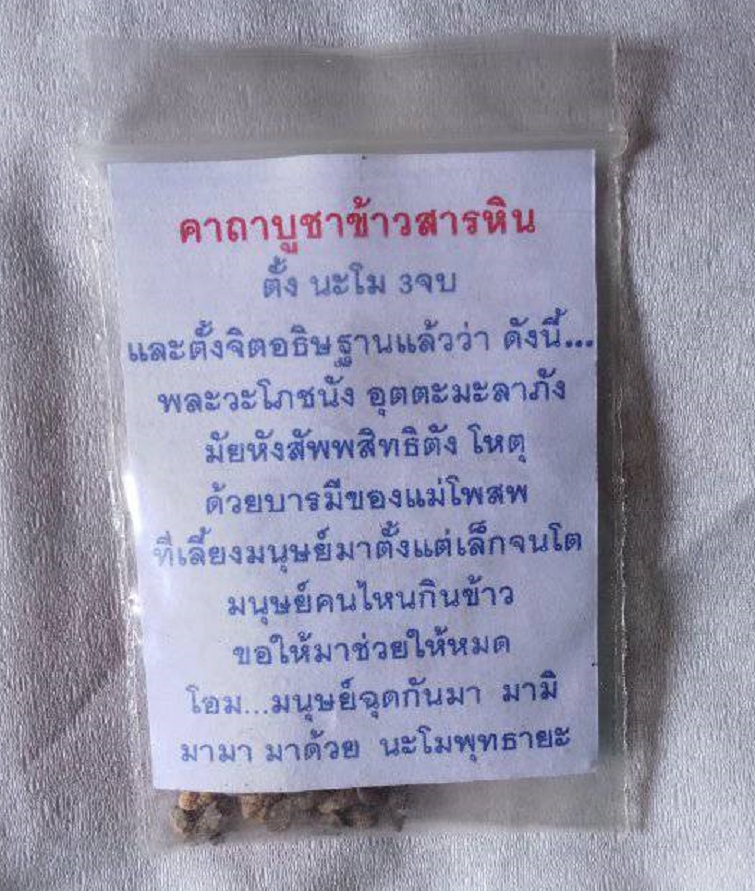 คาถาบูชาข้าวสารหิน
ตั้ง นะโม 3จบ
และตั้งจิตอธิษฐานแล้วว่า ดังนี้...
พละวะโภชนัง อุตตะมะลาภัง
มัยหังสัพพสิทธิตัง โหตุ
ด้วยบารมีของแม่โพสพ
ที่เลี้ยงมนุษย์มาตั้งแต่เล็กจนโต
มนุษย์คนไหนกินข้าว
ขอให้มาช่วยให้หมด
โอม...มนุษย์ฉุดกันมา มามิ
มามา มาด้วย นะโมพุทธายะ